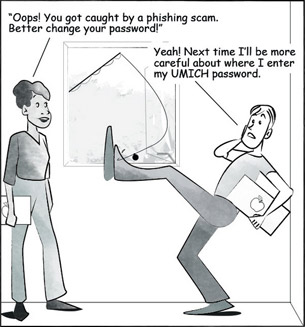 “Oops! You got caught by a phishing scam.
Better change your password!”
Yeah! Next time I’ll be more
careful about where I enter
my UMICH password.